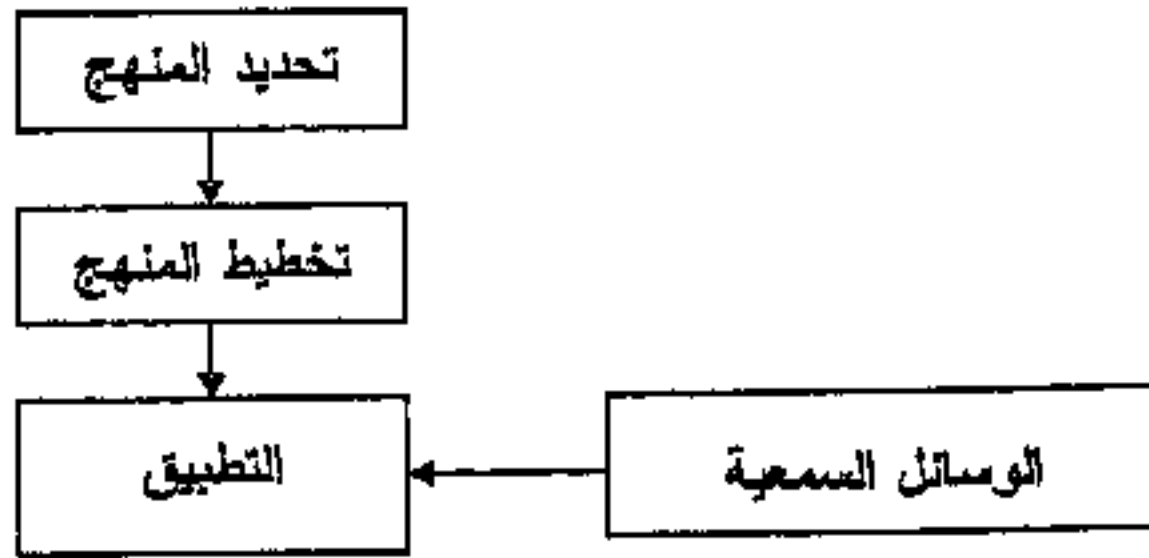 تحديد المنهج
تخطيط المنهج
التطبيق
الوسائل السمعية